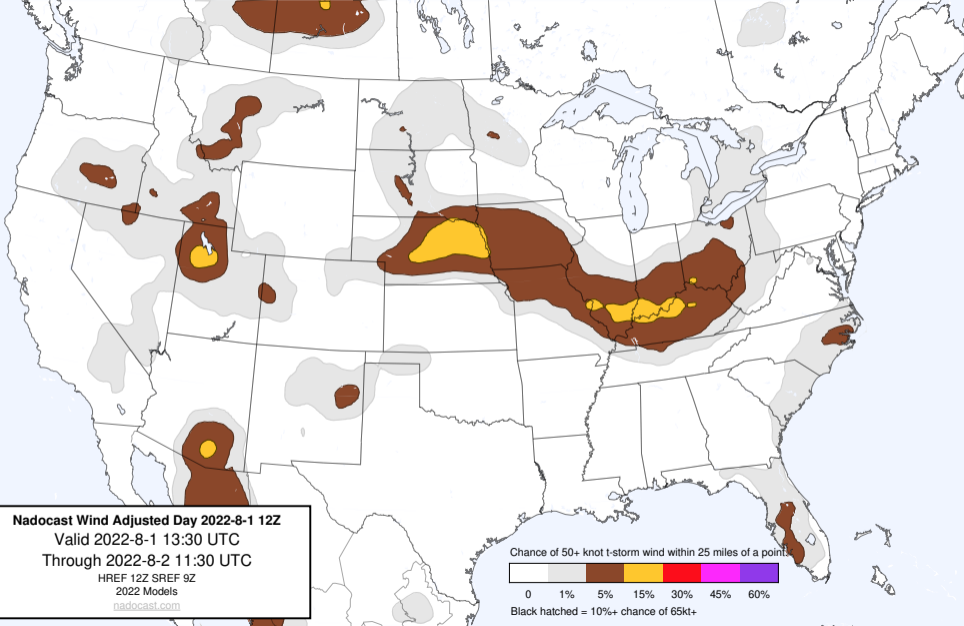 Nadocast Wind Adjusted Day 2022-8-1 12Z
Valid 2022-8-1 13:30 UTC
Through 2022-8-2 11:30 UTC
HREF 12Z SREF 9Z
2022 Models
nadocast.com
Chance of 50+ knot t-storm wind within 25 miles of a point.
0 1% 5% 15% 30% 45% 60%
Black hatched = 10%+ chance of 65kt+